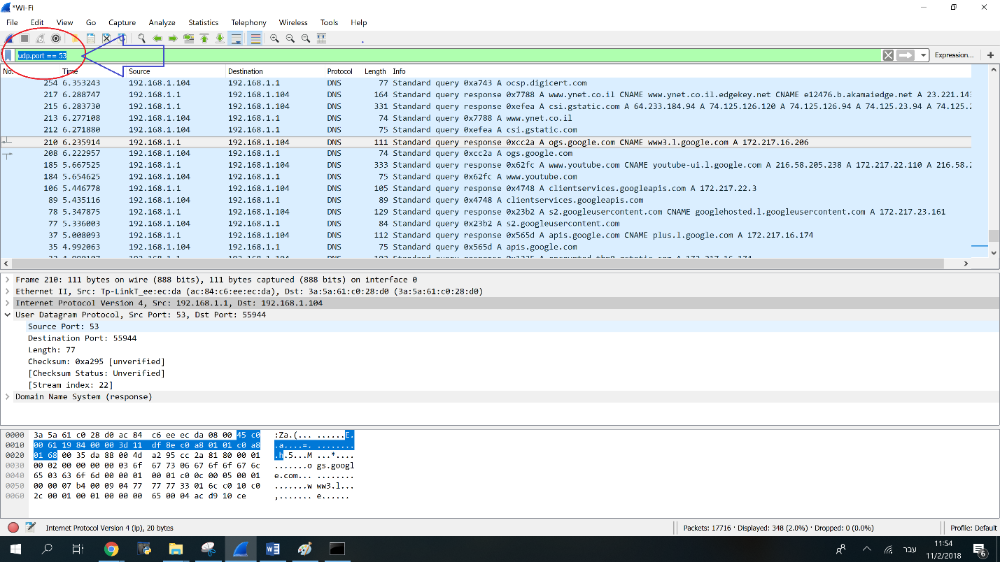 *Wi-Fi
File Edit View Go Capture Analyze Statistics Telephony Wireless Tools Help
udp.port == 53 Expression... +
No. Time Source Destination Protocol Length Info
254 6.353243 192.168.1.104 192.168.1.1 DNS 77 Standard query 0xa743 A ocsp.digicert.com
217 6.288747 192.168.1.1 192.168.1.104 DNS 164 Standard query response 0x7788 A www.ynet.co.il CNAME www.ynet.co.il.edgekey.net CNAME e12476.b.akamaiedge.net A 23.221.143
215 6.283730 192.168.1.1 192.168.1.104 DNS 331 Standard query response 0xefea A csi.gstatic.com A 64.233.184.94 A 74.125.126.120 A 74.125.126.94 A 74.125.23.94 A 74.125.2
213 6.277108 192.168.1.104 192.168.1.1 DNS 74 Standard query 0x7788 A www.ynet.co.il
212 6.271880 192.168.1.104 192.168.1.1 DNS 75 Standard query 0xefea A csi.gstatic.com
210 6.235914 192.168.1.1 192.168.1.104 DNS 111 Standard query response 0xcc2a A ogs.google.com CNAME www3.l.google.com A 172.217.16.206
208 6.222957 192.168.1.104 192.168.1.1 DNS 74 Standard query 0xcc2a A ogs.google.com
185 5.667525 192.168.1.1 192.168.1.104 DNS 333 Standard query response 0x62fc A www.youtube.com CNAME youtube-ui.l.google.com A 216.58.205.238 A 172.217.22.110 A 216.58.2
184 5.654625 192.168.1.104 192.168.1.1 DNS 75 Standard query 0x62fc A www.youtube.com
106 5.446778 192.168.1.1 192.168.1.104 DNS 105 Standard query response 0x4748 A clientservices.googleapis.com A 172.217.22.3
89 5.435116 192.168.1.104 192.168.1.1 DNS 89 Standard query 0x4748 A clientservices.googleapis.com
78 5.347875 192.168.1.1 192.168.1.104 DNS 129 Standard query response 0x23b2 A s2.googleusercontent.com CNAME googlehosted.l.googleusercontent.com A 172.217.23.161
77 5.336003 192.168.1.104 192.168.1.1 DNS 84 Standard query 0x23b2 A s2.googleusercontent.com
37 5.008093 192.168.1.1 192.168.1.104 DNS 112 Standard query response 0x565d A apis.google.com CNAME plus.l.google.com A 172.217.16.174
35 4.992063 192.168.1.104 192.168.1.1 DNS 75 Standard query 0x565d A apis.google.com
Frame 210: 111 bytes on wire (888 bits), 111 bytes captured (888 bits) on interface 0
Ethernet II, Src: Tp-LinkT_ee:ec:da (ac:84:c6:ee:ec:da), Dst: 3a:5a:61:c0:28:d0 (3a:5a:61:c0:28:d0)
Internet Protocol Version 4, Src: 192.168.1.1, Dst: 192.168.1.104
User Datagram Protocol, Src Port: 53, Dst Port: 55944
Source Port: 53
Destination Port: 55944
Length: 77
Checksum: 0xa295 [unverified]
[Checksum Status: Unverified]
[Stream index: 22]
Domain Name System (response)
0000 3a 5a 61 c0 28 d0 ac 84 c6 ee ec da 08 00 45 c0 :Za.(... ......E.
0010 00 61 19 84 00 00 3d 11 df 8e c0 a8 01 01 c0 a8 .a....=. ........
0020 01 68 00 35 da 88 00 4d a2 95 cc 2a 81 80 00 01 .h.5...M ...*....
0030 00 02 00 00 00 00 03 6f 67 73 06 67 6f 6f 67 6c .......o gs.googl
0040 65 03 63 6f 6d 00 00 01 00 01 c0 0c 00 05 00 01 e.com... ........
0050 00 00 07 b4 00 09 04 77 77 77 33 01 6c c0 10 c0 .......w ww3.l...
0060 2c 00 01 00 01 00 00 00 65 00 04 ac d9 10 ce ,....... e......
Internet Protocol Version 4 (ip), 20 bytes Packets: 17716 · Displayed: 348 (2.0%) · Dropped: 0 (0.0%) Profile: Default
עבר 11:54
11/2/2018 6